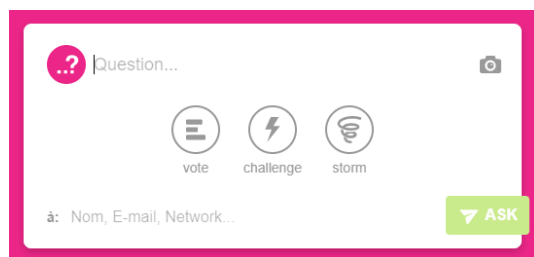 ..? Question...
vote challenge storm
à: Nom, E-mail, Network...
ASK